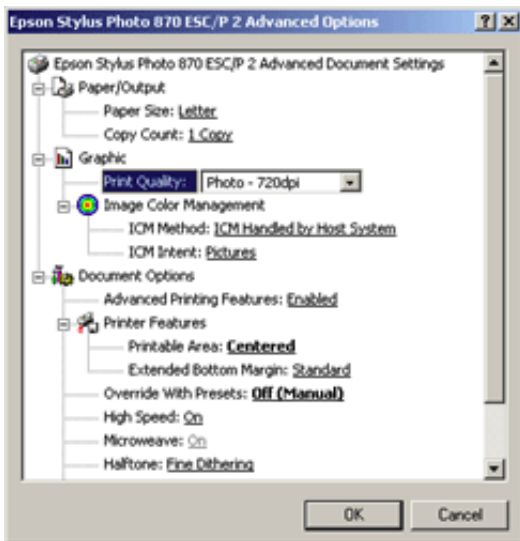 Epson Stylus Photo 870 ESC/P 2 Advanced Options
Epson Stylus Photo 870 ESC/P 2 Advanced Document Settings
Paper/Output
Paper Size: Letter
Copy Count: 1 Copy
Graphic
Print Quality: Photo - 720dpi
Image Color Management
ICM Method: ICM Handled by Host System
ICM Intent: Pictures
Document Options
Advanced Printing Features: Enabled
Printer Features
Printable Area: Centered
Extended Bottom Margin: Standard
Override With Presets: Off (Manual)
High Speed: On
Microweave: On
Halftone: Fine Dithering
OK Cancel